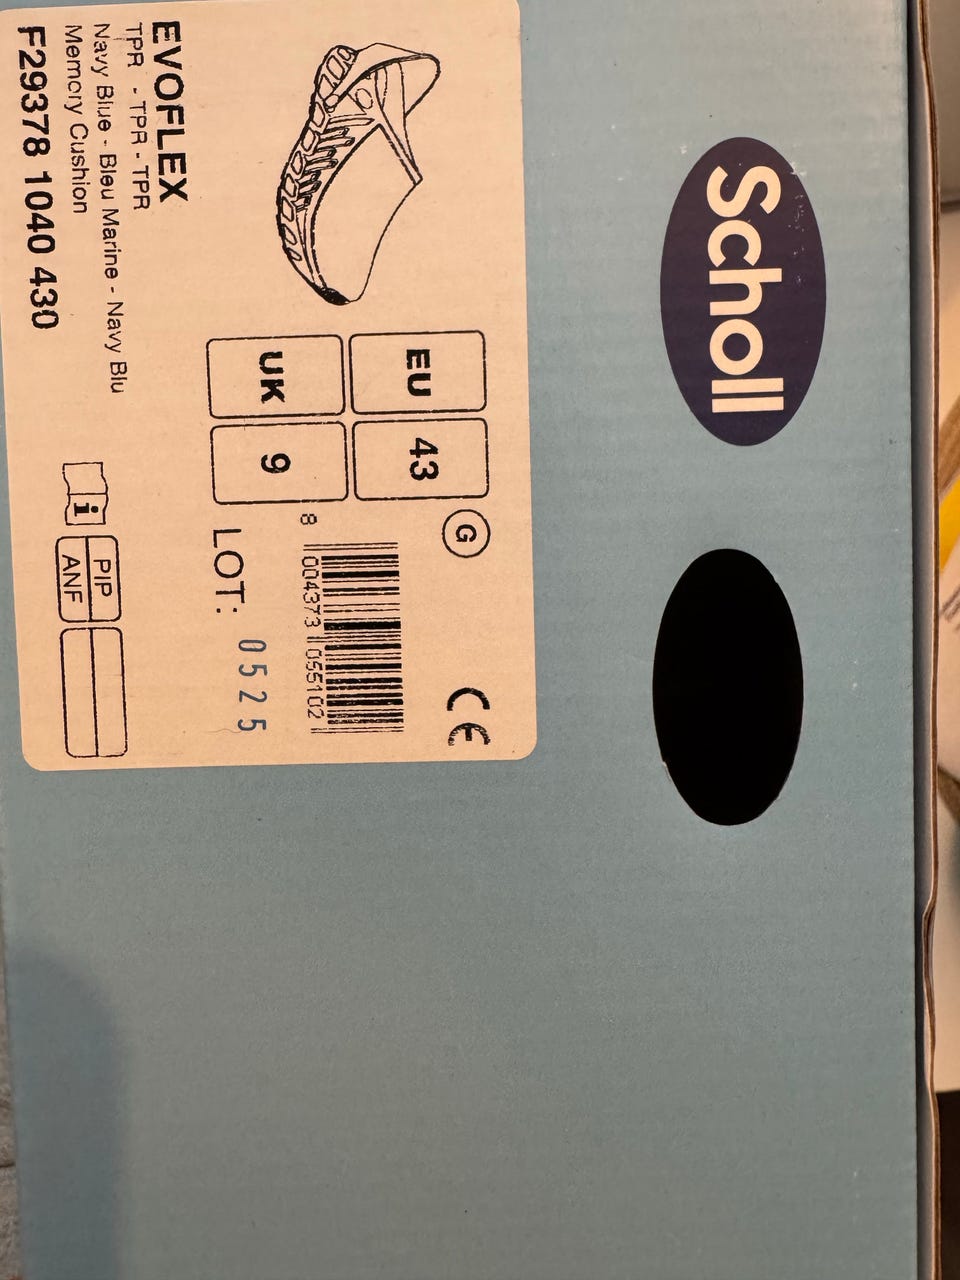 Scholl
EU 43
UK 9
G
CE
8 004373 055102
LOT: 0525
EVOFLEX
TPR - TPR - TPR
Navy Blue - Bleu Marine - Navy Blu
Memory Cushion
F29378 1040 430
i
PIP
ANF